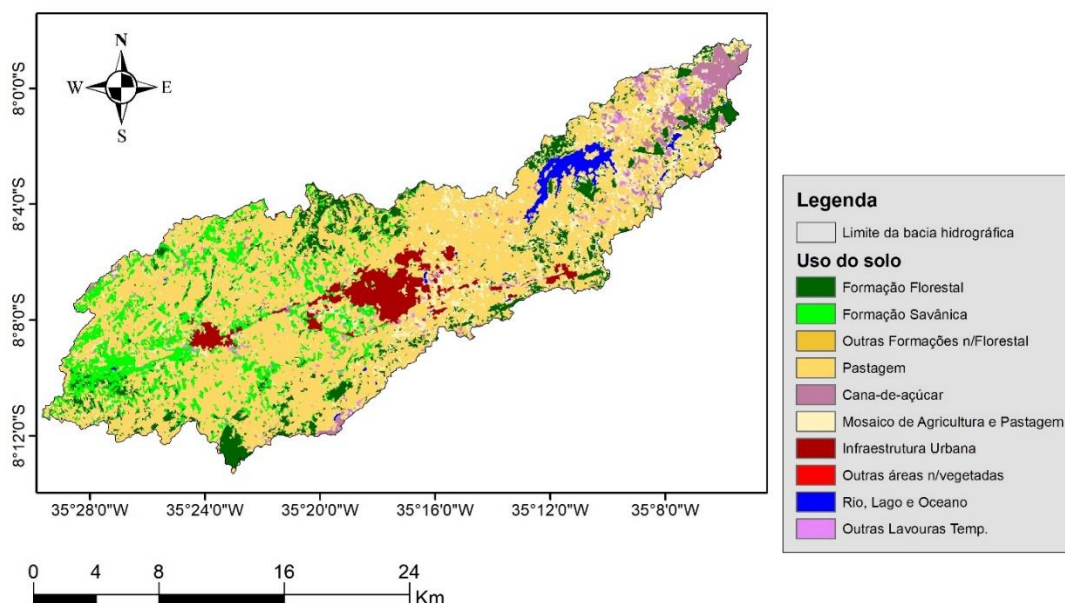 N
W E
S
8°0'0"S
8°4'0"S
8°8'0"S
8°12'0"S
35°28'0"W 35°24'0"W 35°20'0"W 35°16'0"W 35°12'0"W 35°8'0"W
0 4 8 16 24
Km
Legenda
Limite da bacia hidrográfica
Uso do solo
Formação Florestal
Formação Savânica
Outras Formações n/Florestal
Pastagem
Cana-de-açúcar
Mosaico de Agricultura e Pastagem
Infraestrutura Urbana
Outras áreas n/vegetadas
Rio, Lago e Oceano
Outras Lavouras Temp.